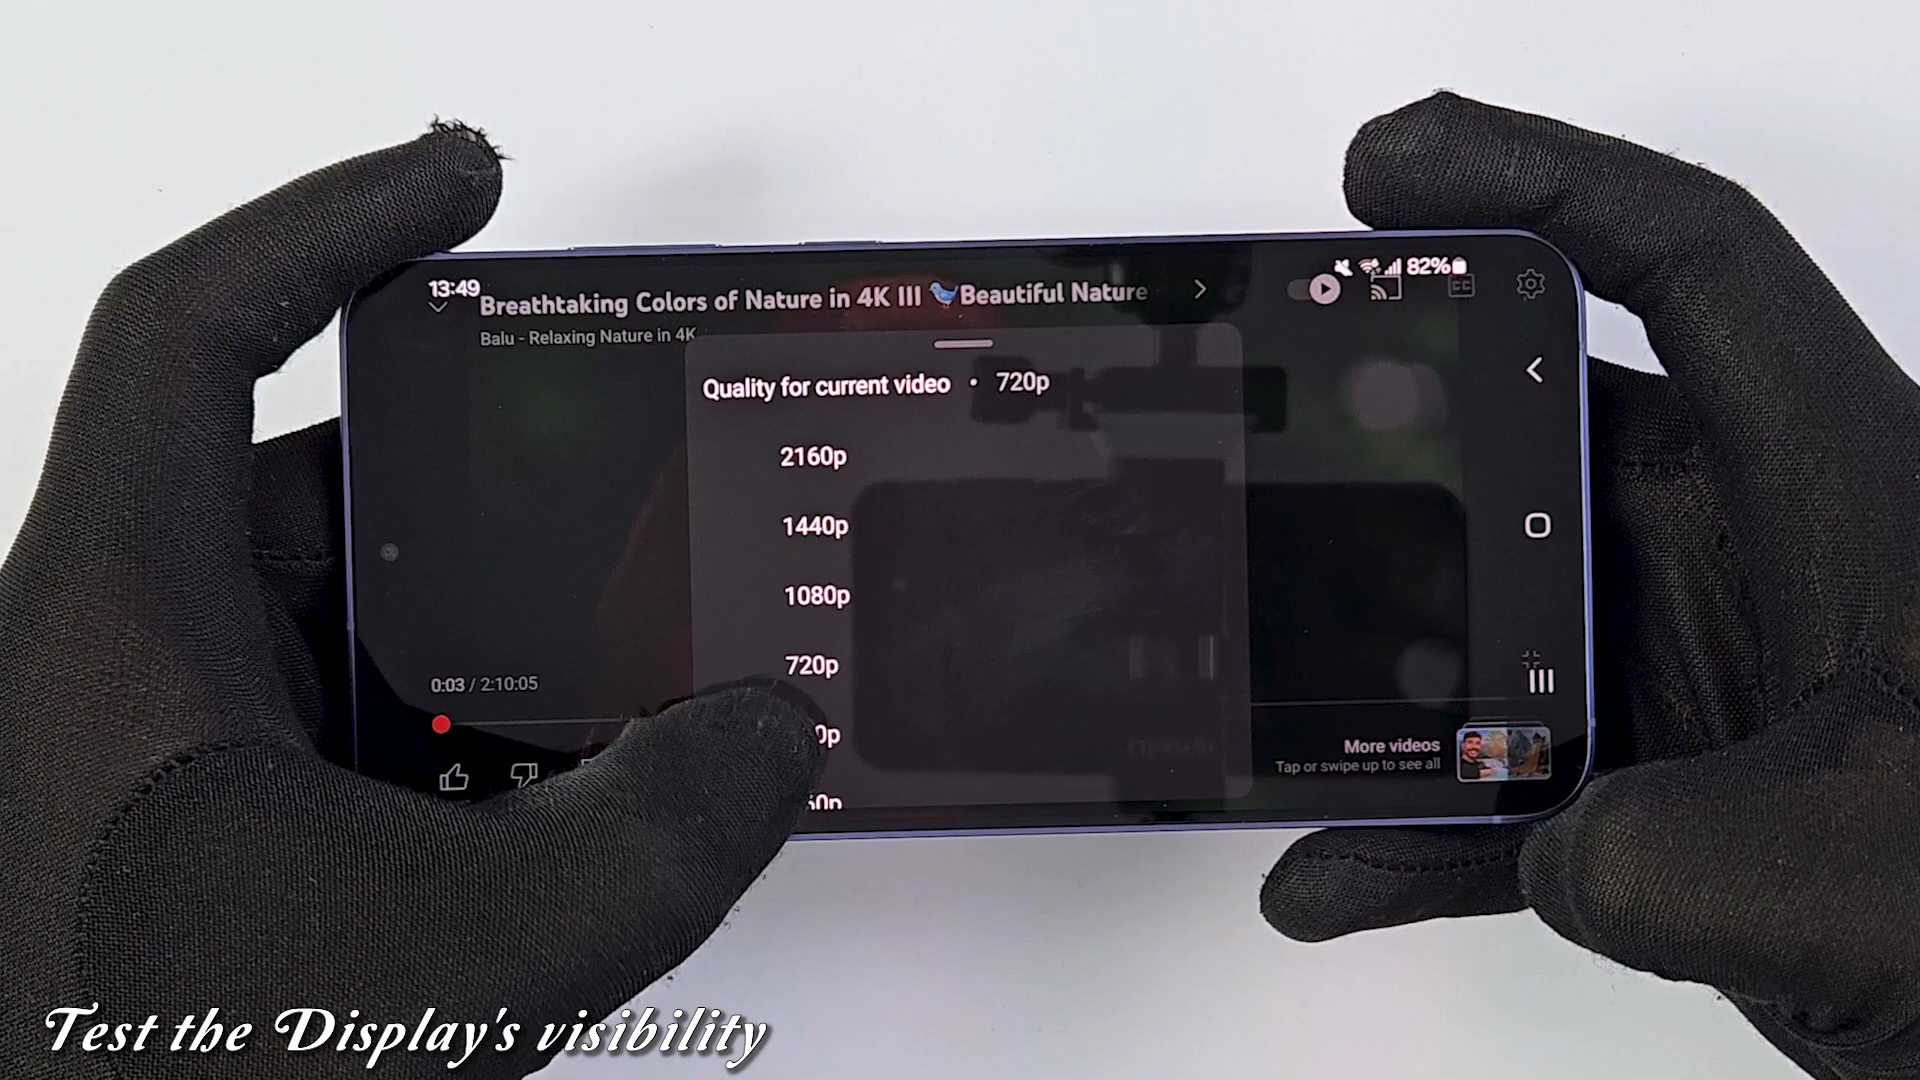 13:49
82%
Breathtaking Colors of Nature in 4K III 🐦Beautiful Nature
CC
Balu - Relaxing Nature in 4K
Quality for current video • 720p
2160p
1440p
1080p
720p
0:03 / 2:10:05
More videos
Tap or swipe up to see all
Test the Display's visibility